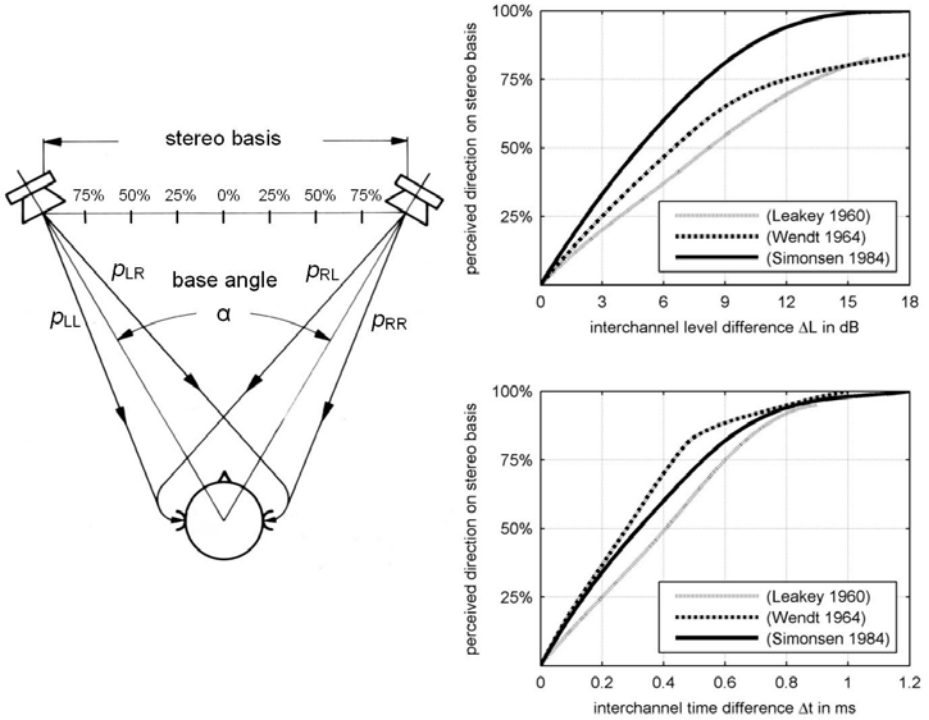 stereo basis
75% 50% 25% 0% 25% 50% 75%
pLR
base angle
pRL
pLL
α
pRR
perceived direction on stereo basis
100%
75%
50%
25%
(Leakey 1960)
(Wendt 1964)
(Simonsen 1984)
0 3 6 9 12 15 18
interchannel level difference ΔL in dB
perceived direction on stereo basis
100%
75%
50%
25%
(Leakey 1960)
(Wendt 1964)
(Simonsen 1984)
0 0.2 0.4 0.6 0.8 1 1.2
interchannel time difference Δt in ms